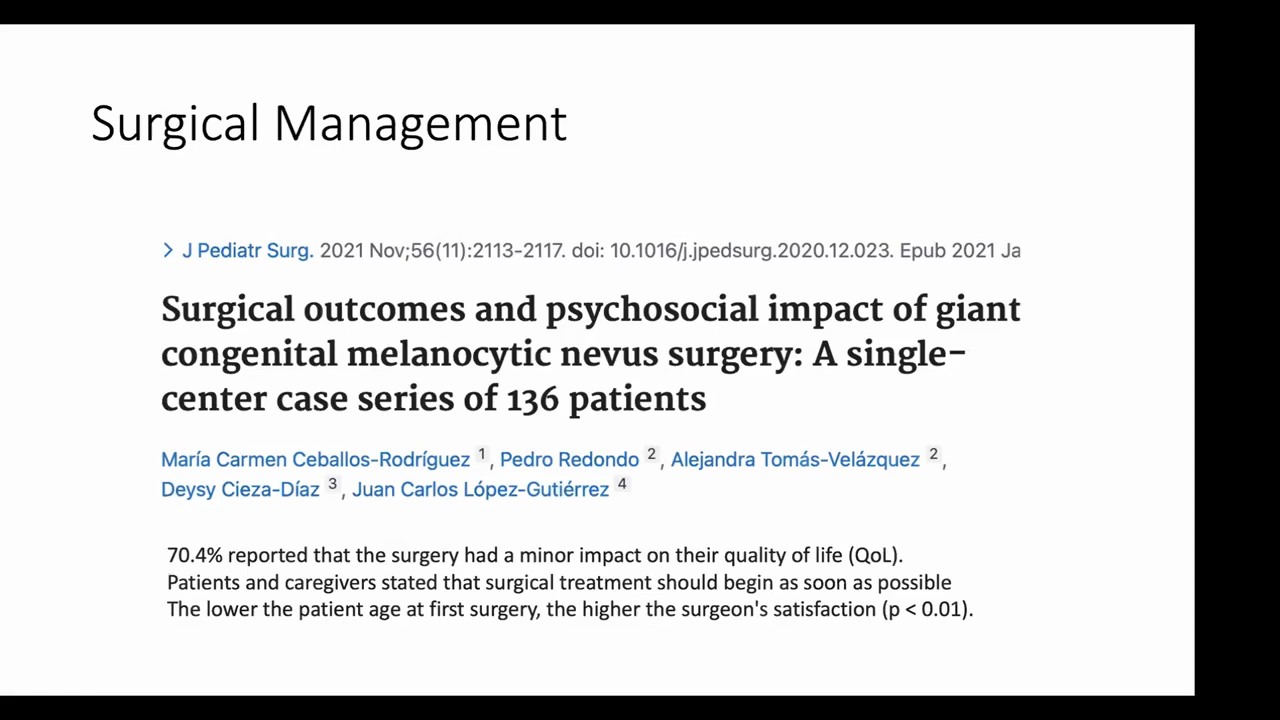 Surgical Management
> J Pediatr Surg. 2021 Nov;56(11):2113-2117. doi: 10.1016/j.jpedsurg.2020.12.023. Epub 2021 Ja
Surgical outcomes and psychosocial impact of giant
congenital melanocytic nevus surgery: A single-
center case series of 136 patients
María Carmen Ceballos-Rodríguez 1, Pedro Redondo 2, Alejandra Tomás-Velázquez 2,
Deysy Cieza-Díaz 3, Juan Carlos López-Gutiérrez 4
70.4% reported that the surgery had a minor impact on their quality of life (QoL).
Patients and caregivers stated that surgical treatment should begin as soon as possible
The lower the patient age at first surgery, the higher the surgeon's satisfaction (p < 0.01).